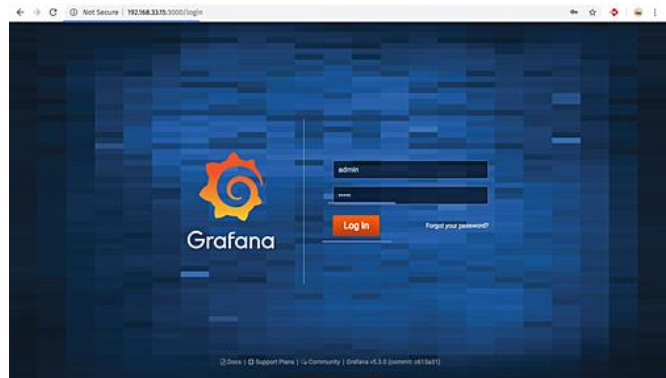 Not Secure | 192.168.33.15:3000/login
admin
•••••
Log In
Forgot your password?
Grafana
Docs | Support Plans | Community | Grafana v5.3.0 (commit: